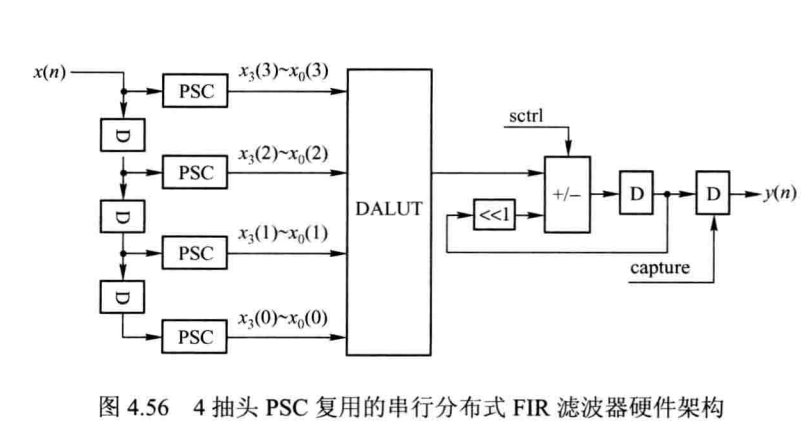 x(n)
PSC
x₃(3)~x₀(3)
D
PSC
x₃(2)~x₀(2)
D
PSC
x₃(1)~x₀(1)
D
PSC
x₃(0)~x₀(0)
DALUT
sctrl
+/−
<<1
D
D
y(n)
capture
图 4.56 4 抽头 PSC 复用的串行分布式 FIR 滤波器硬件架构